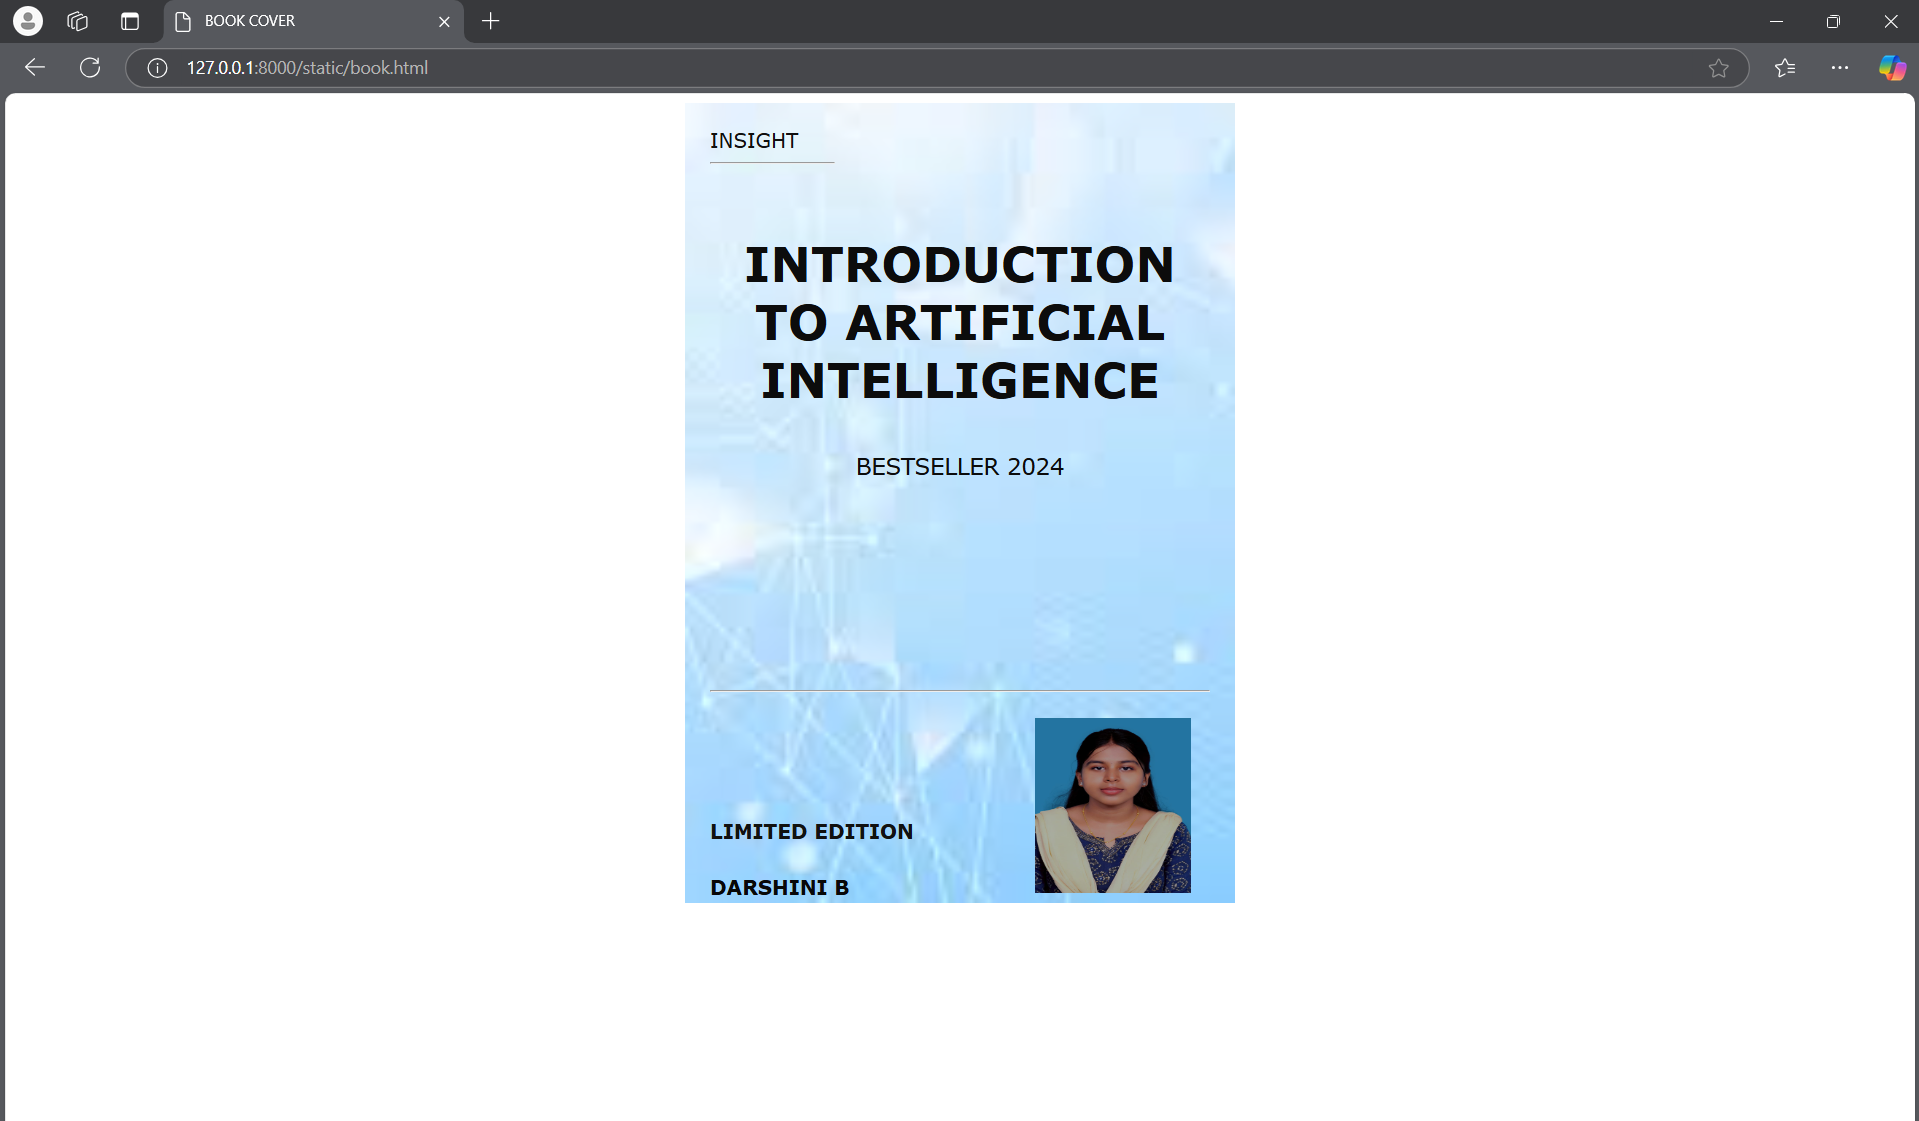 BOOK COVER
127.0.0.1:8000/static/book.html
INSIGHT
INTRODUCTION
TO ARTIFICIAL
INTELLIGENCE
BESTSELLER 2024
LIMITED EDITION
DARSHINI B